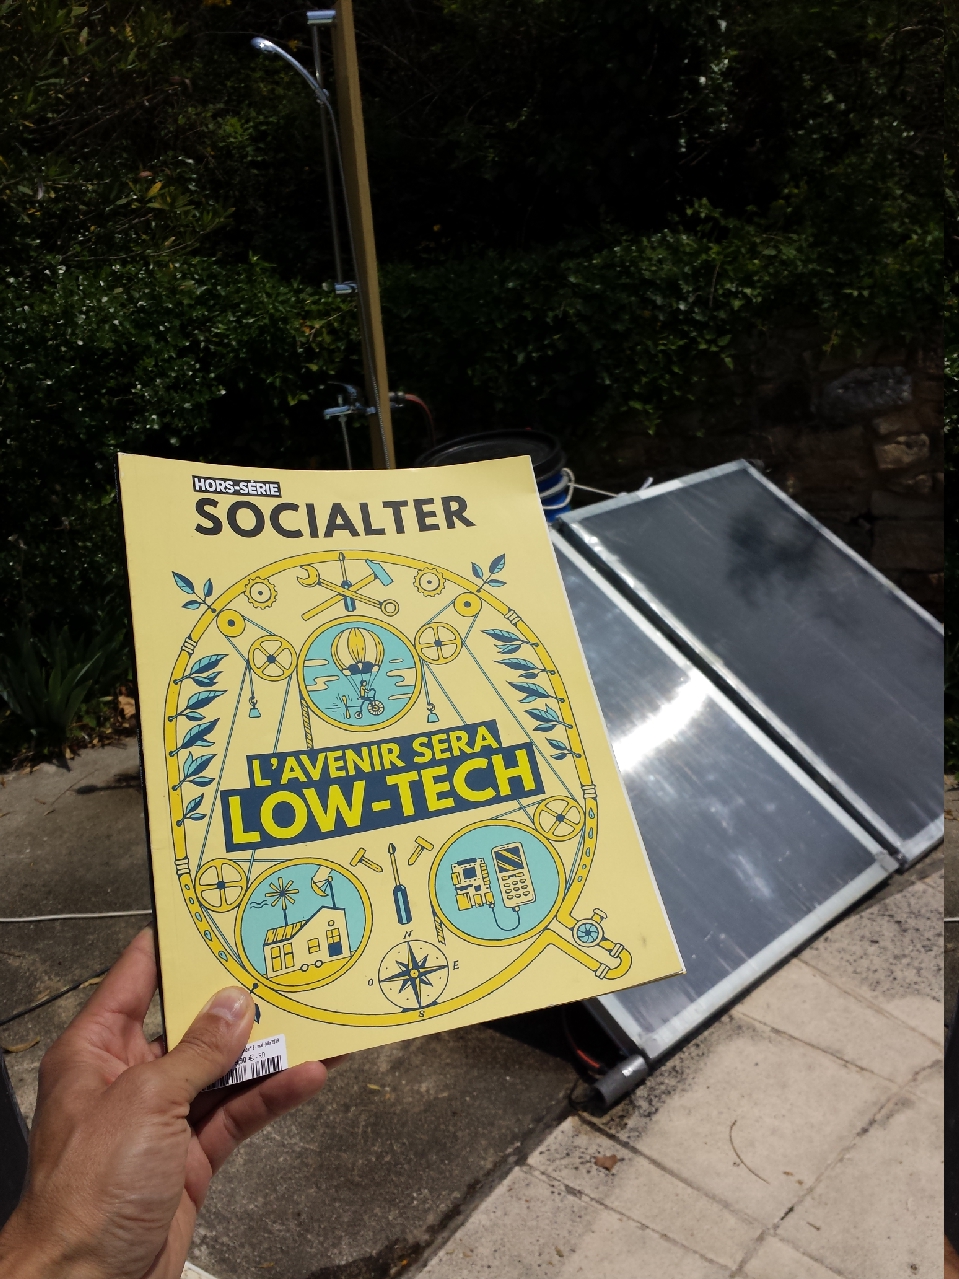 HORS-SÉRIE
SOCIALTER
L'AVENIR SERA
LOW-TECH
N
O
E
S